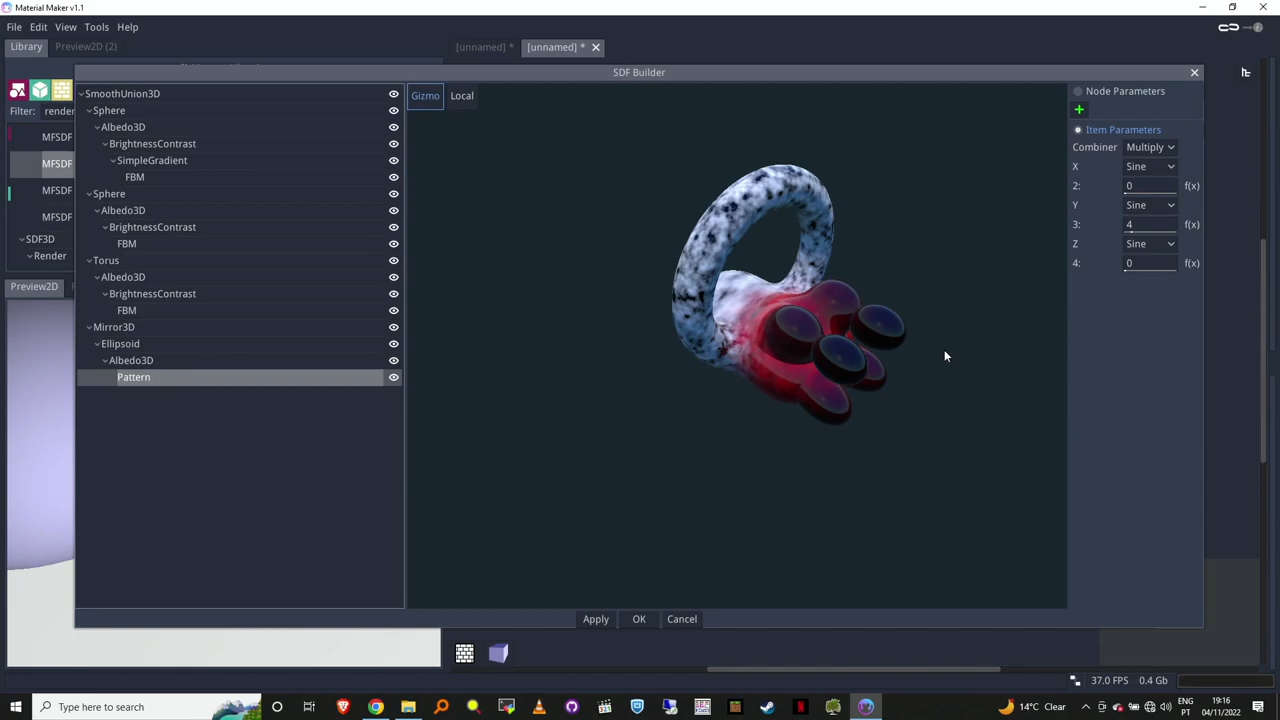 Material Maker v1.1
File Edit View Tools Help
Library Preview2D (2) [unnamed] * [unnamed] *
SDF Builder
SmoothUnion3D
Sphere
Albedo3D
BrightnessContrast
SimpleGradient
FBM
Sphere
Albedo3D
BrightnessContrast
FBM
Torus
Albedo3D
BrightnessContrast
FBM
Mirror3D
Ellipsoid
Albedo3D
Pattern
Gizmo Local
Node Parameters
Item Parameters
Combiner Multiply
X Sine
2: 0 f(x)
Y Sine
3: 4 f(x)
Z Sine
4: 0 f(x)
Filter: render
MFSDF
MFSDF
MFSDF
MFSDF
SDF3D
Render
Preview2D
Apply OK Cancel
37.0 FPS 0.4 Gb
Type here to search
14°C Clear
ENG
PT
19:16
04/11/2022